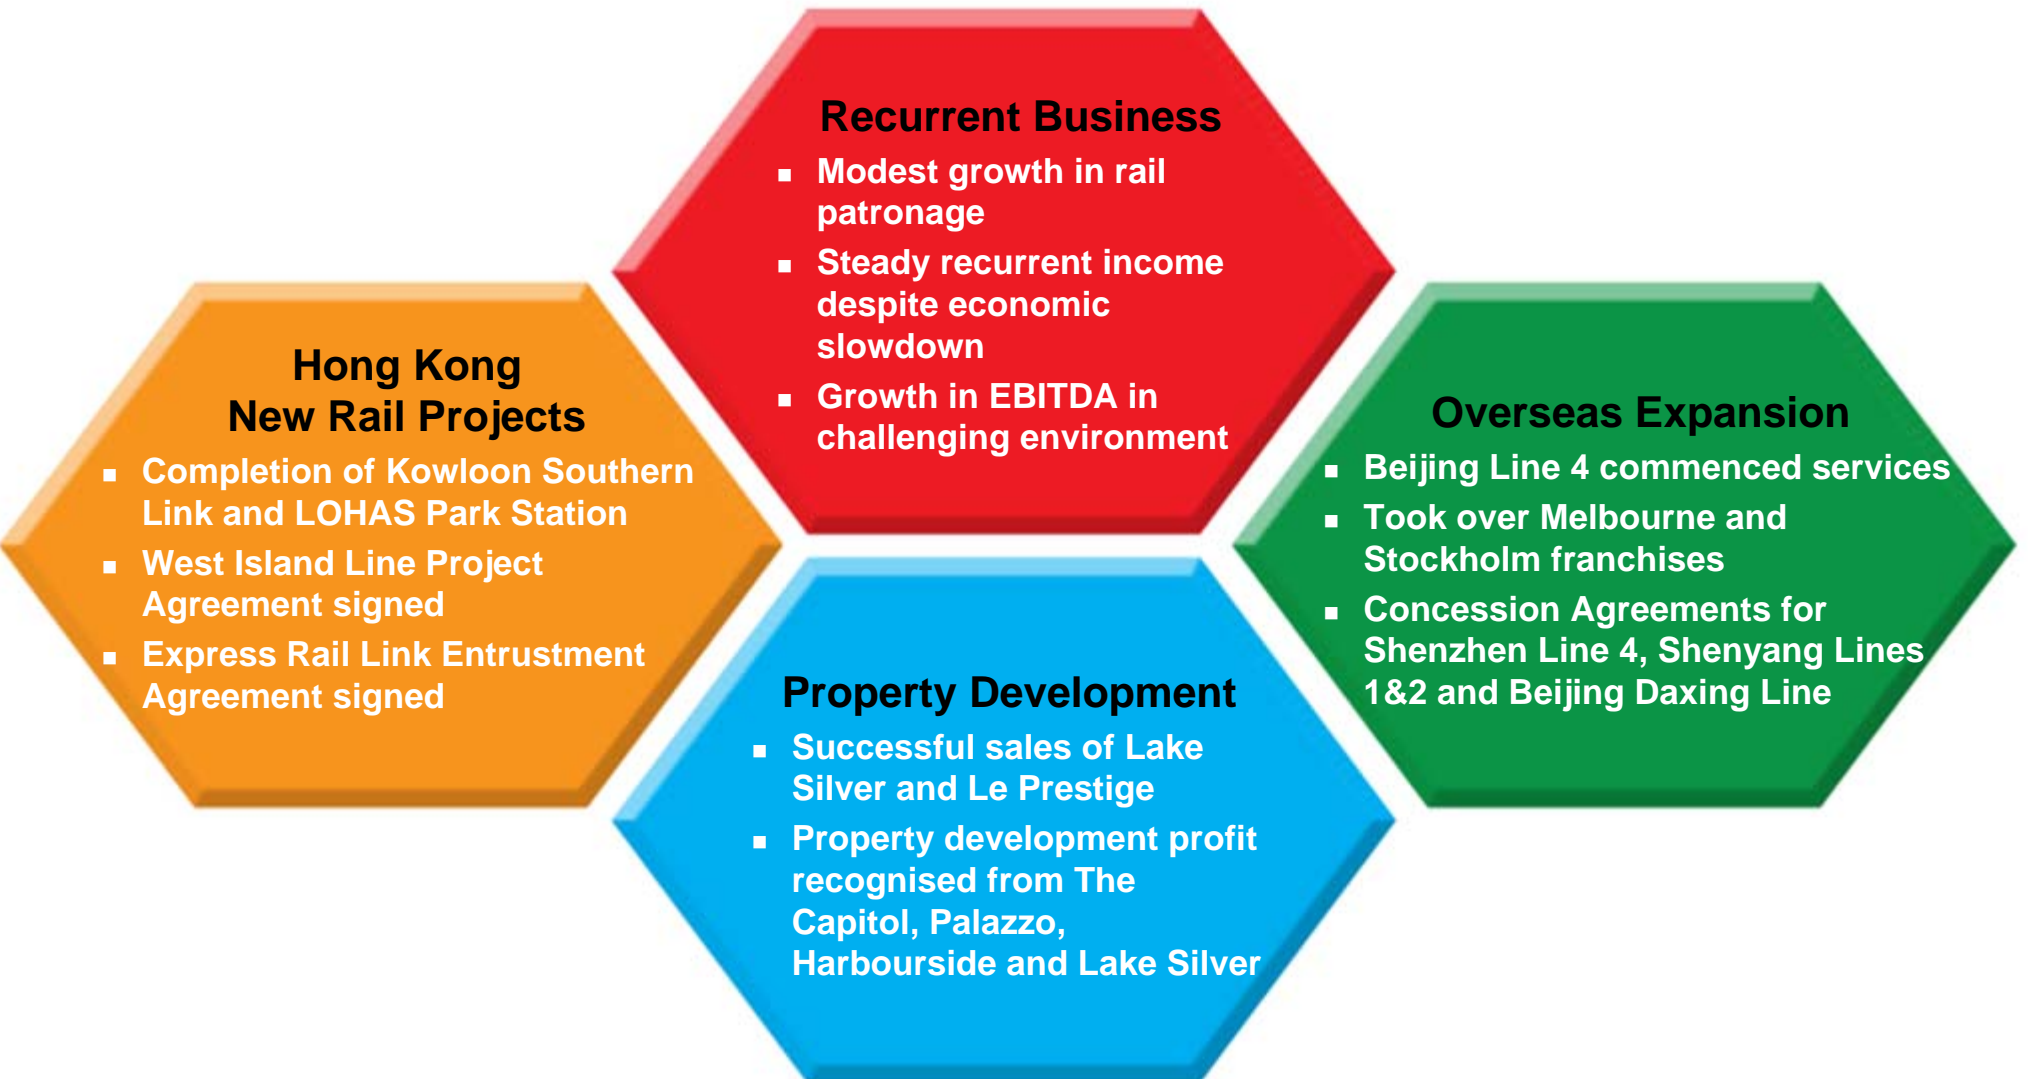 Recurrent Business
▪ Modest growth in rail
patronage
▪ Steady recurrent income
despite economic
slowdown
▪ Growth in EBITDA in
challenging environment
Hong Kong
New Rail Projects
▪ Completion of Kowloon Southern
Link and LOHAS Park Station
▪ West Island Line Project
Agreement signed
▪ Express Rail Link Entrustment
Agreement signed
Overseas Expansion
▪ Beijing Line 4 commenced services
▪ Took over Melbourne and
Stockholm franchises
▪ Concession Agreements for
Shenzhen Line 4, Shenyang Lines
1&2 and Beijing Daxing Line
Property Development
▪ Successful sales of Lake
Silver and Le Prestige
▪ Property development profit
recognised from The
Capitol, Palazzo,
Harbourside and Lake Silver